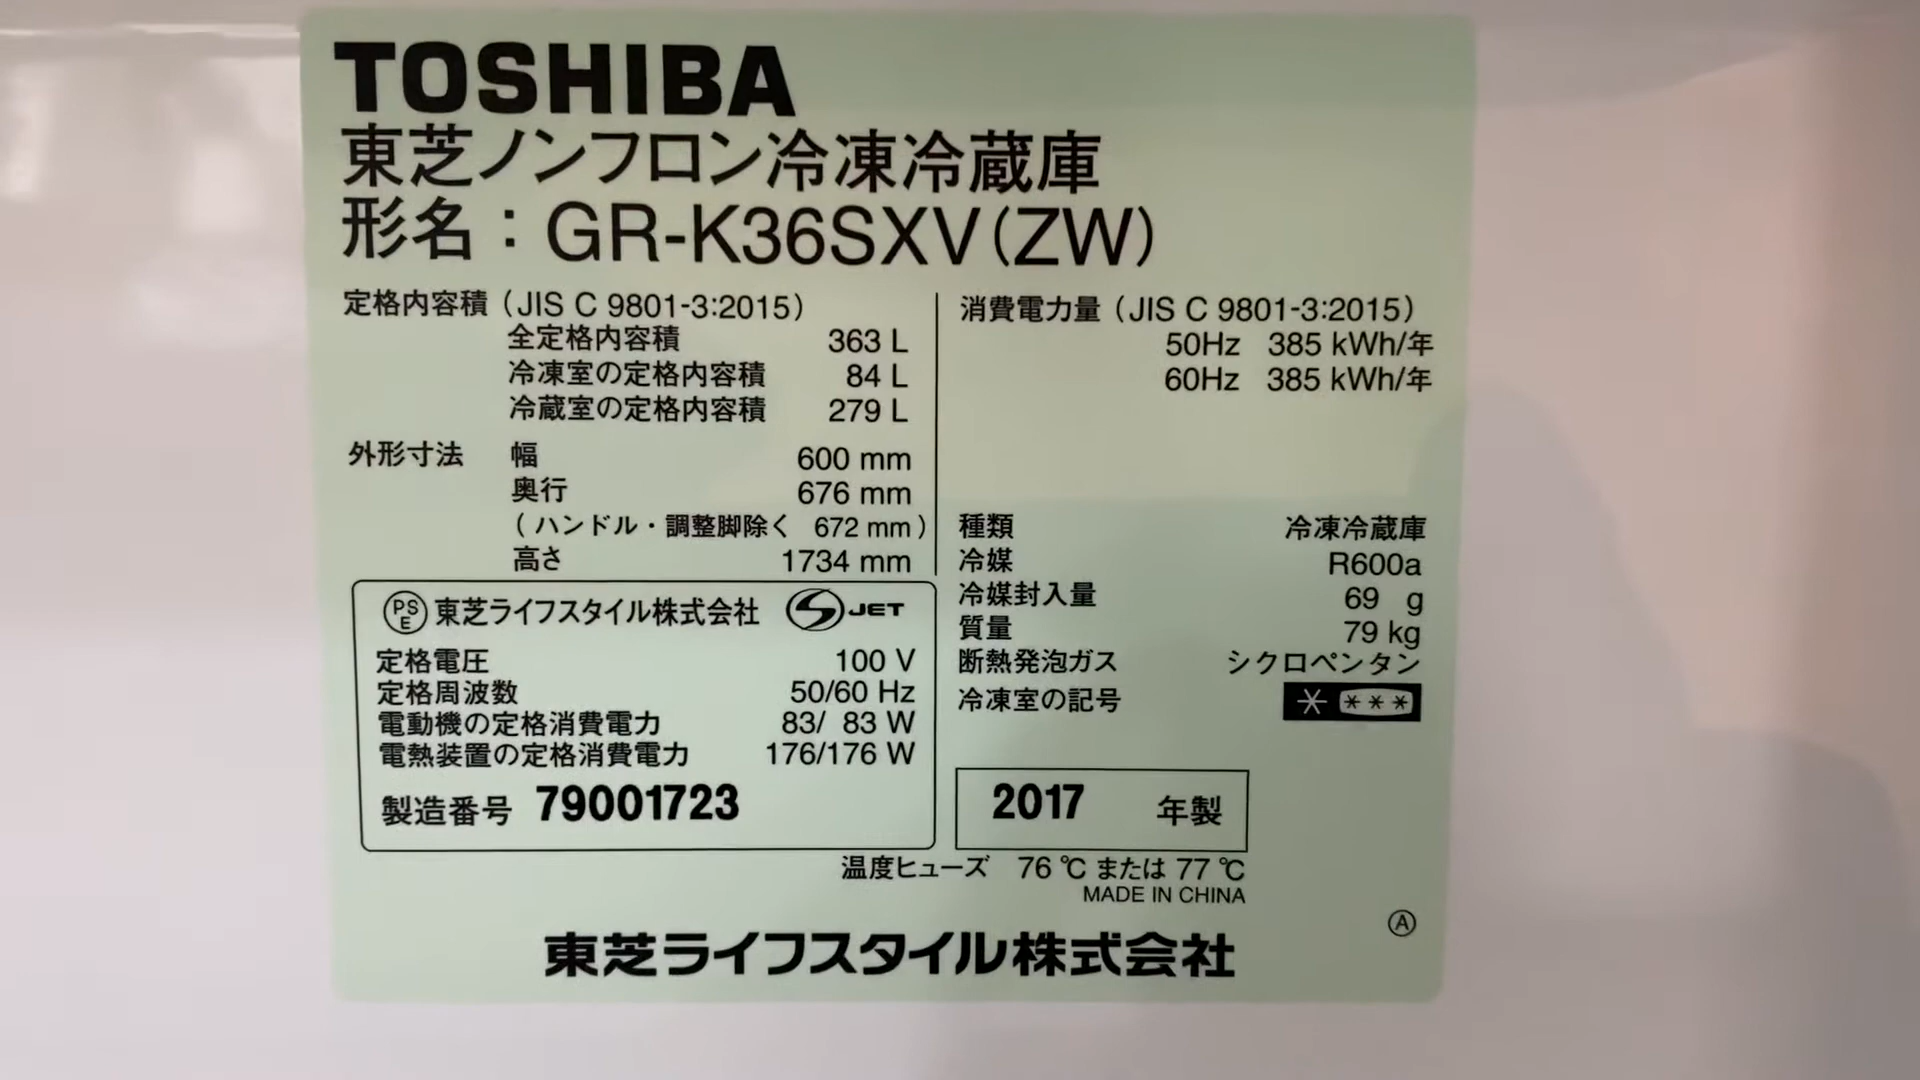 TOSHIBA
東芝ノンフロン冷凍冷蔵庫
形名：GR-K36SXV(ZW)
定格内容積（JIS C 9801-3:2015）
全定格内容積 363 L
冷凍室の定格内容積 84 L
冷蔵室の定格内容積 279 L
外形寸法 幅 600 mm
奥行 676 mm
（ハンドル・調整脚除く 672 mm）
高さ 1734 mm
消費電力量（JIS C 9801-3:2015）
50Hz 385 kWh/年
60Hz 385 kWh/年
種類 冷凍冷蔵庫
冷媒 R600a
冷媒封入量 69 g
質量 79 kg
断熱発泡ガス シクロペンタン
冷凍室の記号 * ***
PSE 東芝ライフスタイル株式会社 S JET
定格電圧 100 V
定格周波数 50/60 Hz
電動機の定格消費電力 83/ 83 W
電熱装置の定格消費電力 176/176 W
製造番号 79001723
2017 年製
温度ヒューズ 76℃または77℃
MADE IN CHINA
Ⓐ
東芝ライフスタイル株式会社